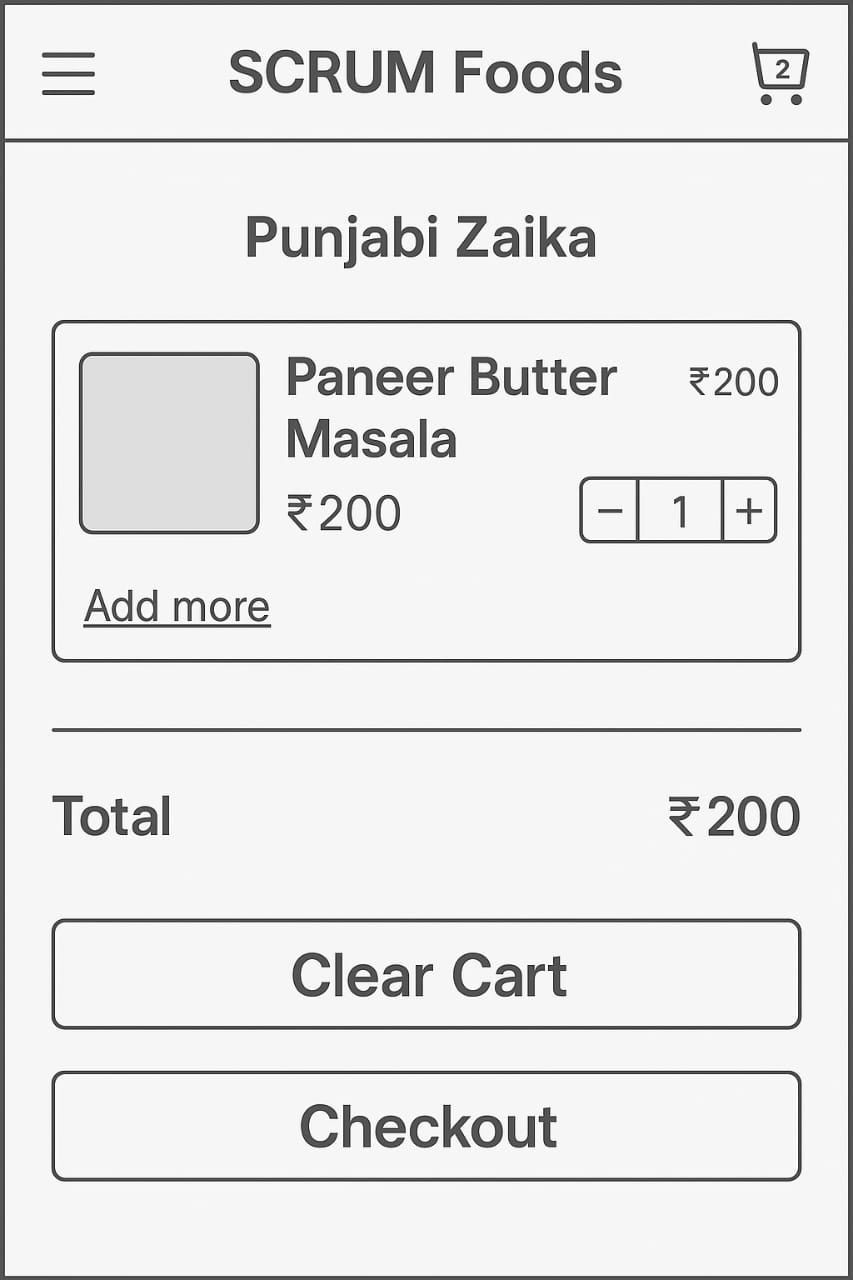 SCRUM Foods
2
Punjabi Zaika
Paneer Butter
Masala
₹200
₹200
− 1 +
Add more
Total ₹200
Clear Cart
Checkout